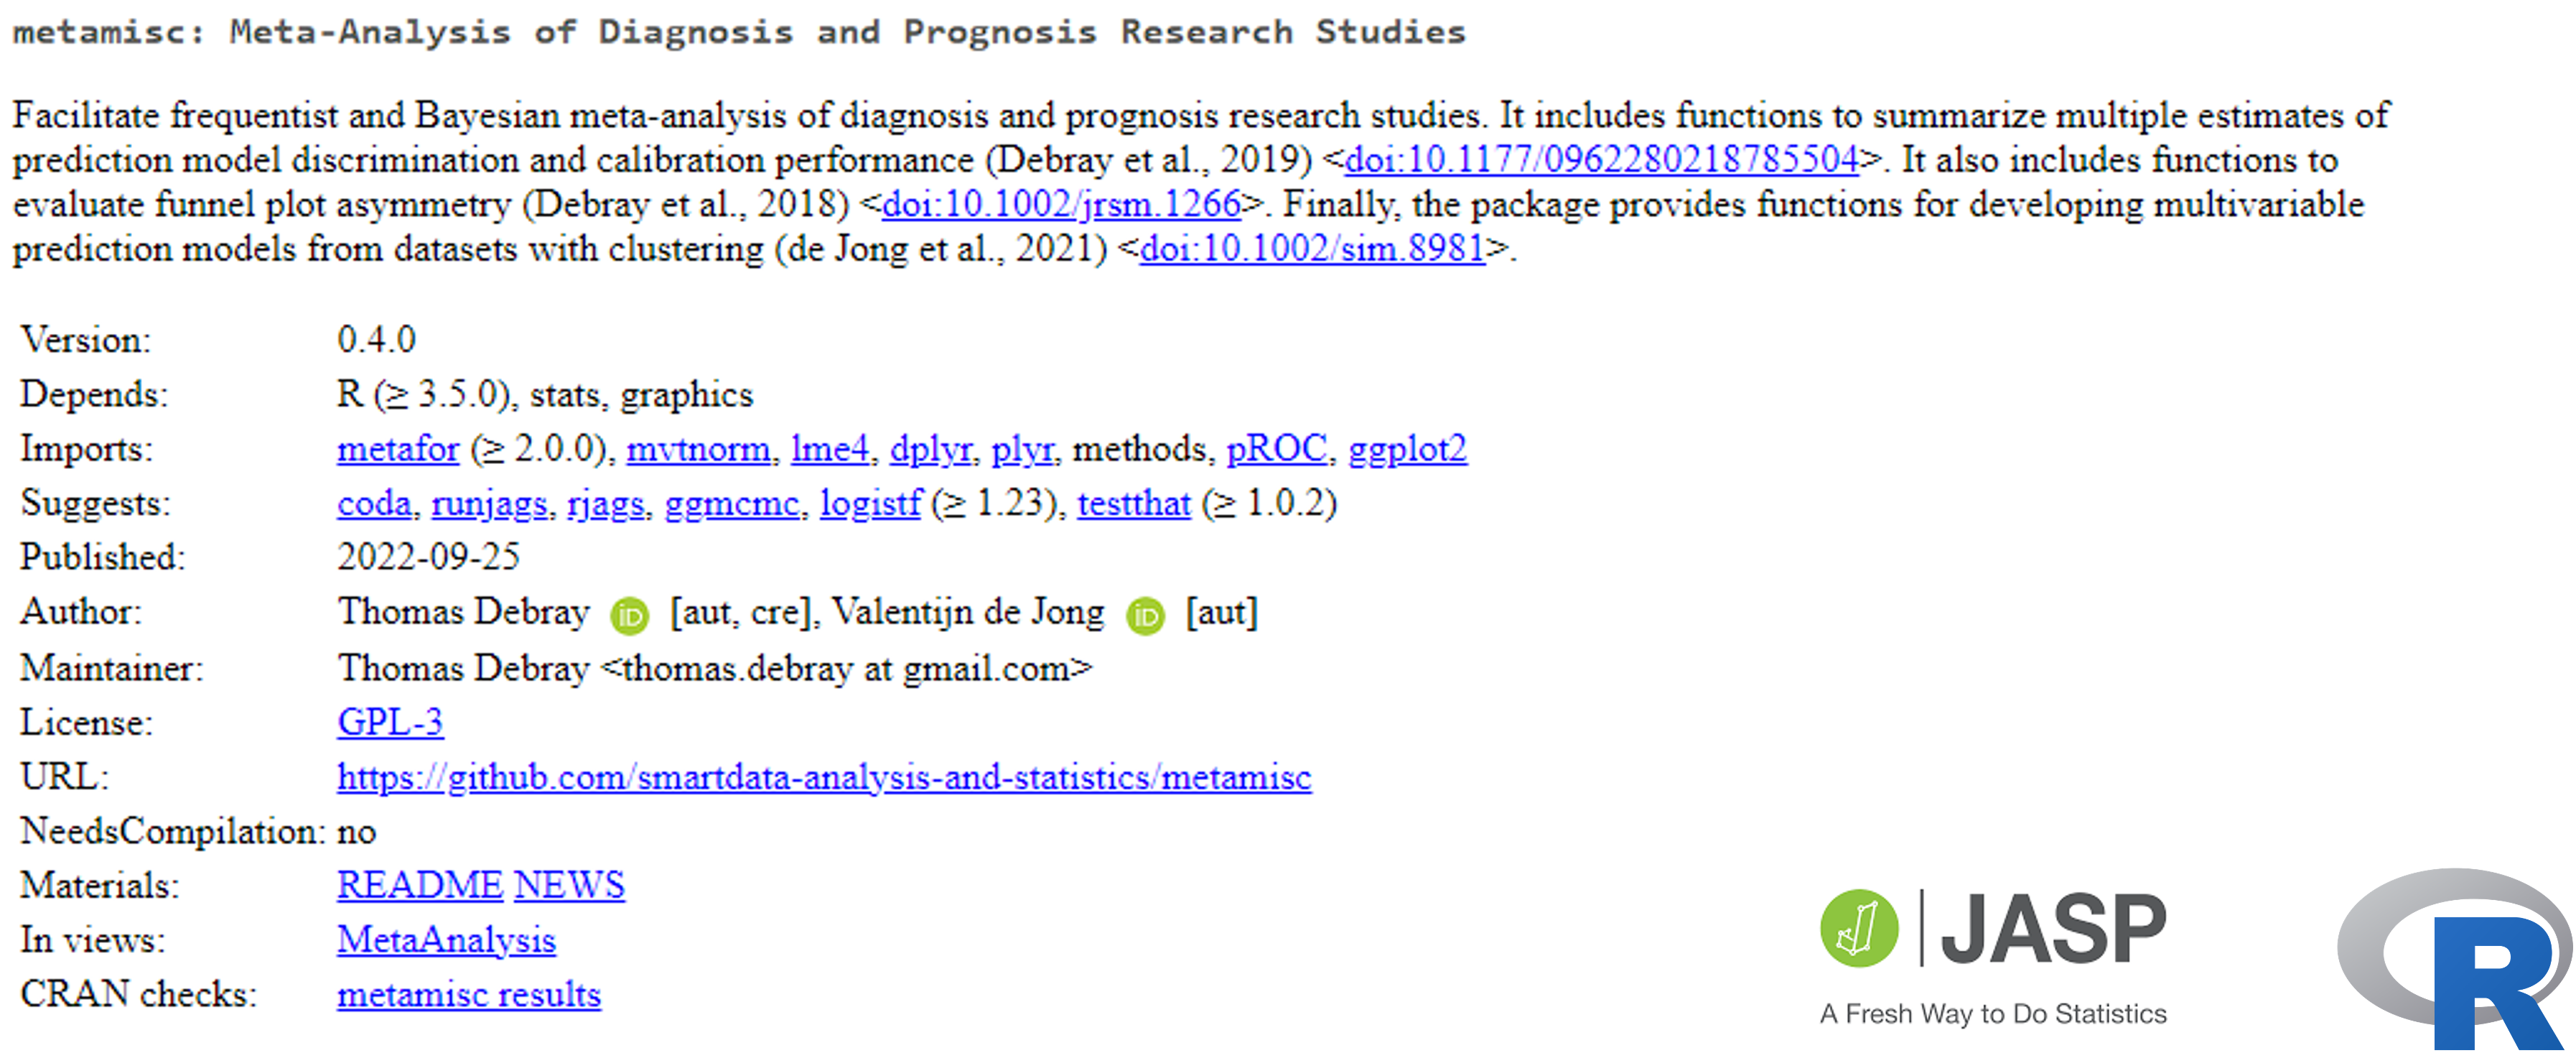 metamisc: Meta-Analysis of Diagnosis and Prognosis Research Studies
Facilitate frequentist and Bayesian meta-analysis of diagnosis and prognosis research studies. It includes functions to summarize multiple estimates of
prediction model discrimination and calibration performance (Debray et al., 2019) <doi:10.1177/0962280218785504>. It also includes functions to
evaluate funnel plot asymmetry (Debray et al., 2018) <doi:10.1002/jrsm.1266>. Finally, the package provides functions for developing multivariable
prediction models from datasets with clustering (de Jong et al., 2021) <doi:10.1002/sim.8981>.
Version: 0.4.0
Depends: R (≥ 3.5.0), stats, graphics
Imports: metafor (≥ 2.0.0), mvtnorm, lme4, dplyr, plyr, methods, pROC, ggplot2
Suggests: coda, runjags, rjags, ggmcmc, logistf (≥ 1.23), testthat (≥ 1.0.2)
Published: 2022-09-25
Author: Thomas Debray iD [aut, cre], Valentijn de Jong iD [aut]
Maintainer: Thomas Debray <thomas.debray at gmail.com>
License: GPL-3
URL: https://github.com/smartdata-analysis-and-statistics/metamisc
NeedsCompilation: no
Materials: README NEWS
In views: MetaAnalysis
CRAN checks: metamisc results
JASP
A Fresh Way to Do Statistics
R